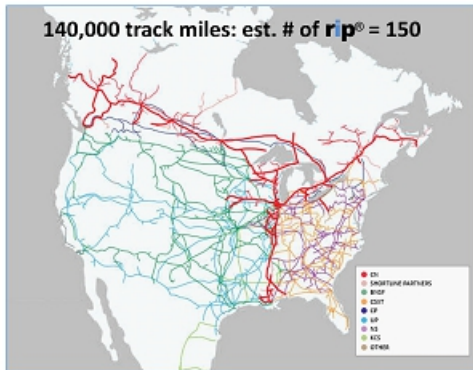 140,000 track miles: est. # of rip® = 150
CN
SHORTLINE PARTNERS
BNSF
CSXT
CP
UP
NS
KCS
OTHER